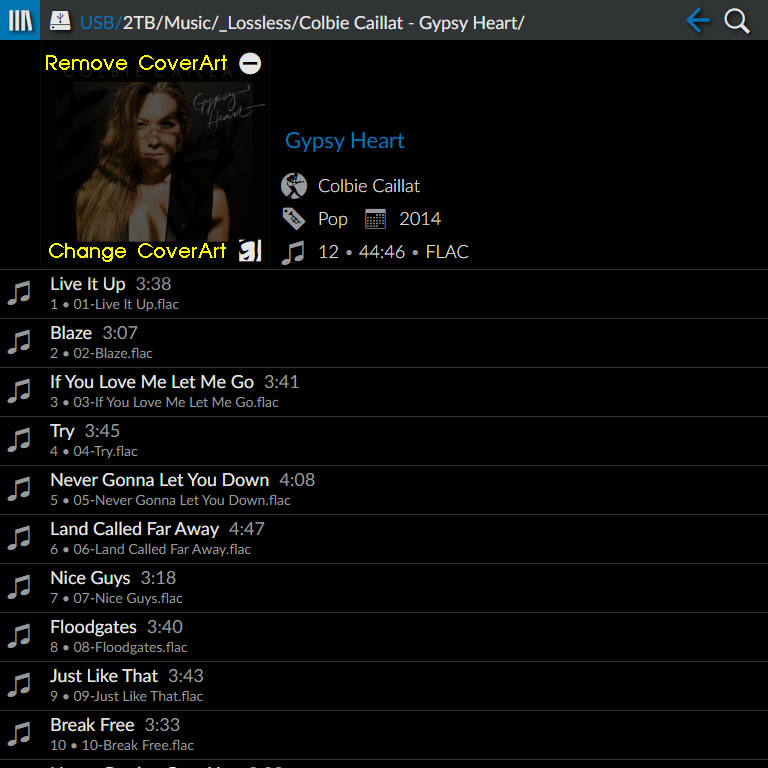 USB/2TB/Music/_Lossless/Colbie Caillat - Gypsy Heart/
Remove CoverArt
COLBIE CAILLA
Gypsy
Heart
Change CoverArt
Gypsy Heart
Colbie Caillat
Pop 2014
12 • 44:46 • FLAC
Live It Up 3:38
1 • 01-Live It Up.flac
Blaze 3:07
2 • 02-Blaze.flac
If You Love Me Let Me Go 3:41
3 • 03-If You Love Me Let Me Go.flac
Try 3:45
4 • 04-Try.flac
Never Gonna Let You Down 4:08
5 • 05-Never Gonna Let You Down.flac
Land Called Far Away 4:47
6 • 06-Land Called Far Away.flac
Nice Guys 3:18
7 • 07-Nice Guys.flac
Floodgates 3:40
8 • 08-Floodgates.flac
Just Like That 3:43
9 • 09-Just Like That.flac
Break Free 3:33
10 • 10-Break Free.flac